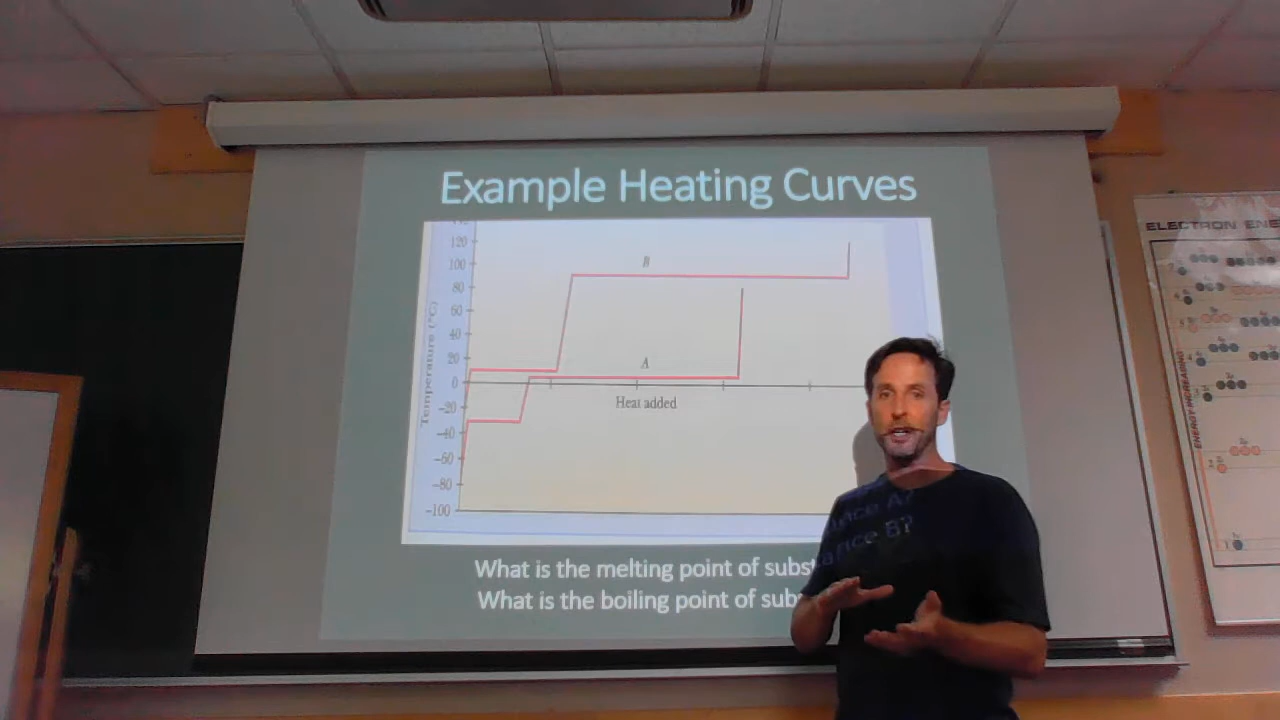 Example Heating Curves
120
100
80
60
40
20
0
-20
-40
-60
-80
-100
Temperature (°C)
B
A
Heat added
What is the melting point of substance A?
What is the boiling point of substance B?
ELECTRON ENE
ENERGY INCREASING